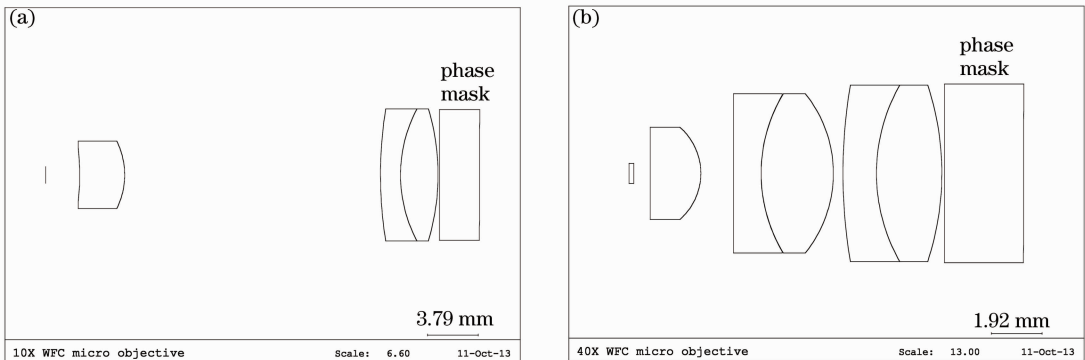 (a)
phase
mask
3.79 mm
10X WFC micro objective Scale: 6.60 11-Oct-13
(b)
phase
mask
1.92 mm
40X WFC micro objective Scale: 13.00 11-Oct-13